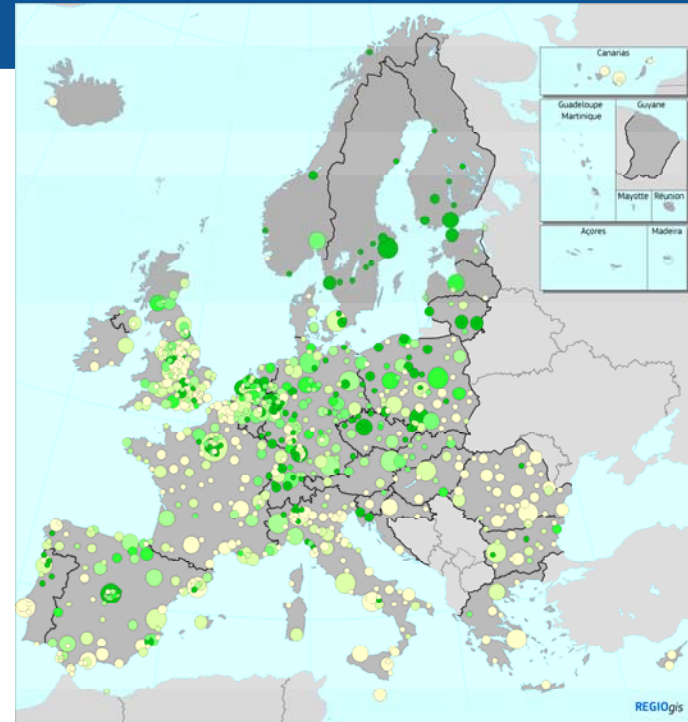 Canarias
Guadeloupe
Martinique
Guyane
Mayotte
Réunion
Açores
Madeira
REGIOgis